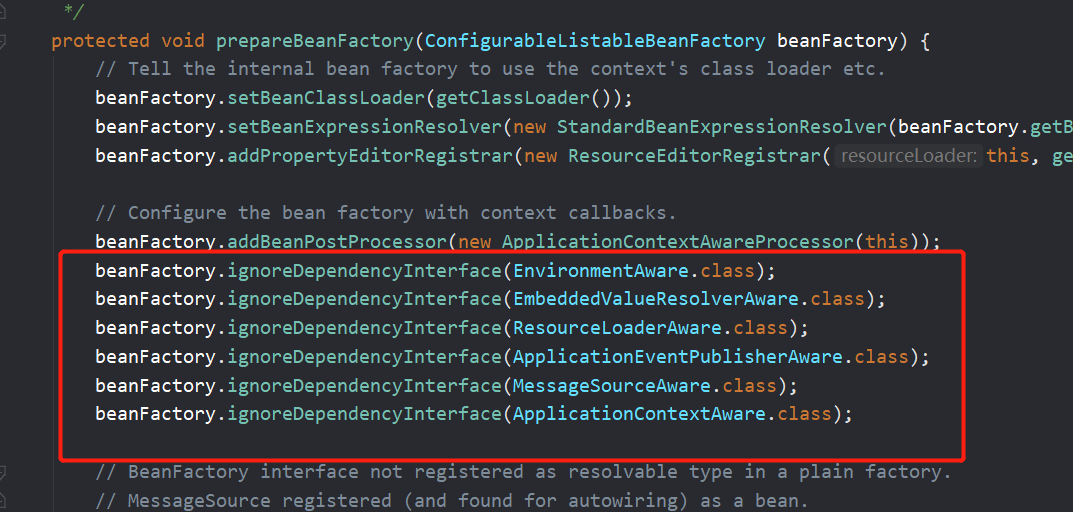 */
protected void prepareBeanFactory(ConfigurableListableBeanFactory beanFactory) {
// Tell the internal bean factory to use the context's class loader etc.
beanFactory.setBeanClassLoader(getClassLoader());
beanFactory.setBeanExpressionResolver(new StandardBeanExpressionResolver(beanFactory.getB
beanFactory.addPropertyEditorRegistrar(new ResourceEditorRegistrar( resourceLoader: this, ge
// Configure the bean factory with context callbacks.
beanFactory.addBeanPostProcessor(new ApplicationContextAwareProcessor(this));
beanFactory.ignoreDependencyInterface(EnvironmentAware.class);
beanFactory.ignoreDependencyInterface(EmbeddedValueResolverAware.class);
beanFactory.ignoreDependencyInterface(ResourceLoaderAware.class);
beanFactory.ignoreDependencyInterface(ApplicationEventPublisherAware.class);
beanFactory.ignoreDependencyInterface(MessageSourceAware.class);
beanFactory.ignoreDependencyInterface(ApplicationContextAware.class);
// BeanFactory interface not registered as resolvable type in a plain factory.
// MessageSource registered (and found for autowiring) as a bean.